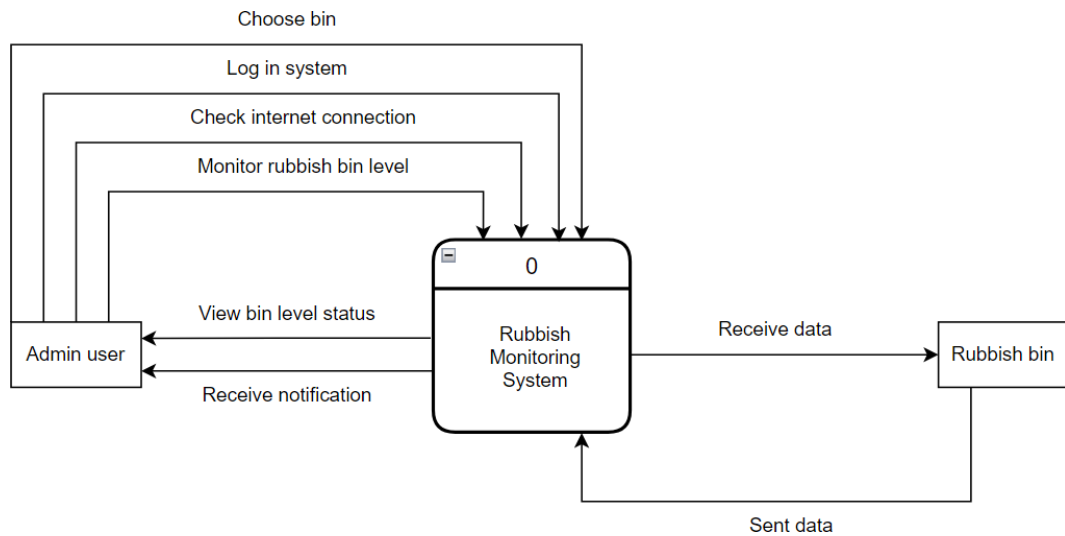 Choose bin
Log in system
Check internet connection
Monitor rubbish bin level
0
View bin level status
Admin user
Receive notification
Rubbish
Monitoring
System
Receive data
Rubbish bin
Sent data